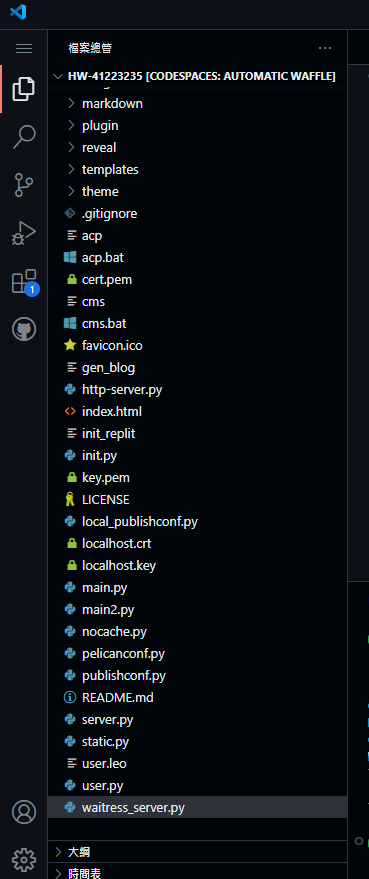 檔案總管
HW-41223235 [CODESPACES: AUTOMATIC WAFFLE]
markdown
plugin
reveal
templates
theme
.gitignore
acp
acp.bat
cert.pem
cms
cms.bat
favicon.ico
gen_blog
http-server.py
index.html
init_replit
init.py
key.pem
LICENSE
local_publishconf.py
localhost.crt
localhost.key
main.py
main2.py
nocache.py
pelicanconf.py
publishconf.py
README.md
server.py
static.py
user.leo
user.py
waitress_server.py
大綱
時間表
1